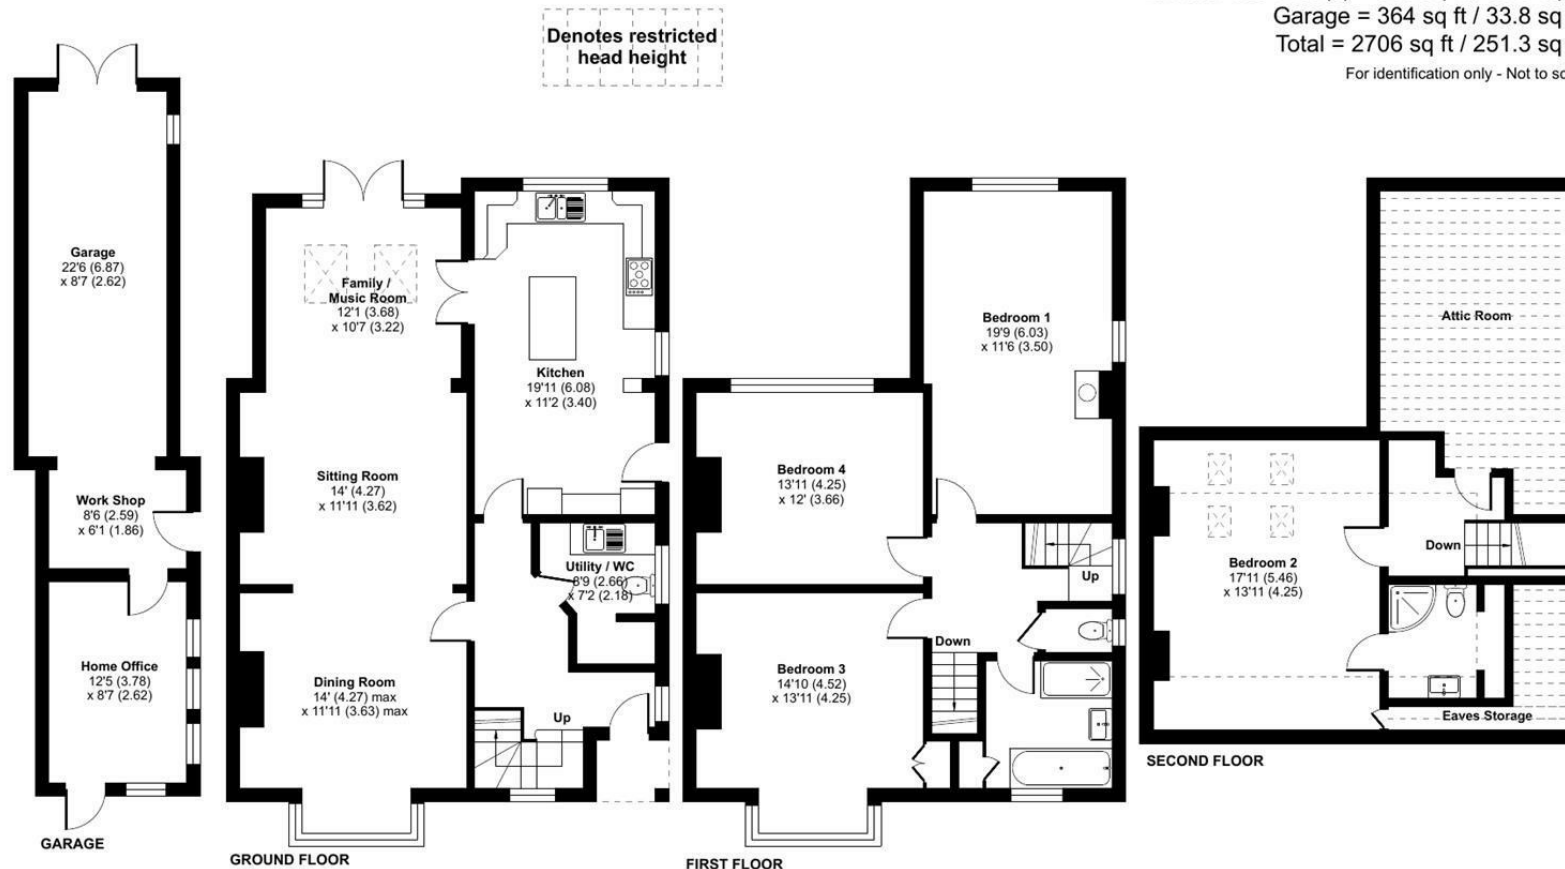 Denotes restricted
head height
Garage = 364 sq ft / 33.8 sq
Total = 2706 sq ft / 251.3 sq
For identification only - Not to sc
Garage
22'6 (6.87)
x 8'7 (2.62)
Work Shop
8'6 (2.59)
x 6'1 (1.86)
Home Office
12'5 (3.78)
x 8'7 (2.62)
GARAGE
Family /
Music Room
12'1 (3.68)
x 10'7 (3.22)
Kitchen
19'11 (6.08)
x 11'2 (3.40)
Sitting Room
14' (4.27)
x 11'11 (3.62)
Utility / WC
8'9 (2.66)
x 7'2 (2.18)
Dining Room
14' (4.27) max
x 11'11 (3.63) max
Up
GROUND FLOOR
Bedroom 1
19'9 (6.03)
x 11'6 (3.50)
Bedroom 4
13'11 (4.25)
x 12' (3.66)
Up
Down
Bedroom 3
14'10 (4.52)
x 13'11 (4.25)
FIRST FLOOR
Attic Room
Down
Bedroom 2
17'11 (5.46)
x 13'11 (4.25)
Eaves Storage
SECOND FLOOR